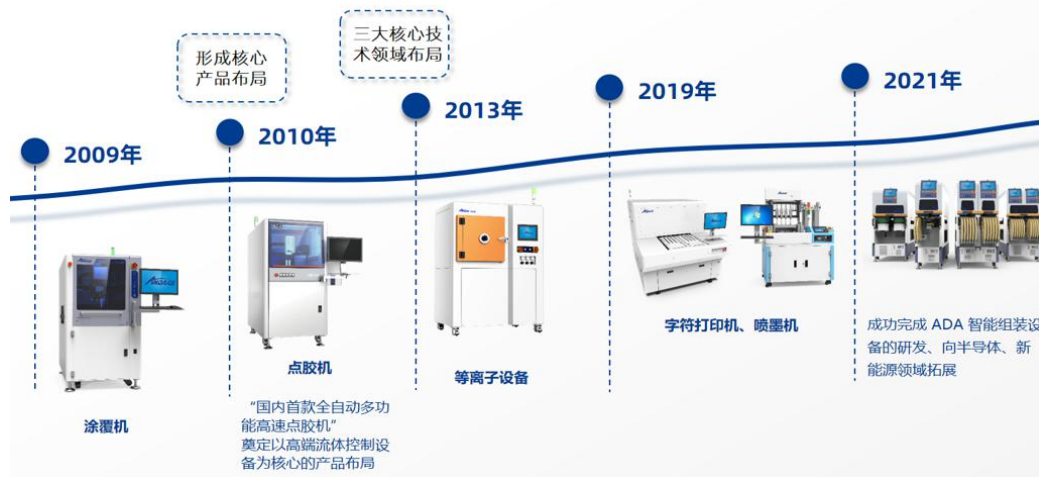 形成核心
产品布局
三大核心技
术领域布局
2009年
2010年
2013年
2019年
2021年
涂覆机
点胶机
“国内首款全自动多功
能高速点胶机”
奠定以高端流体控制设
备为核心的产品布局
等离子设备
字符打印机、喷墨机
成功完成 ADA 智能组装设
备的研发、向半导体、新
能源领域拓展